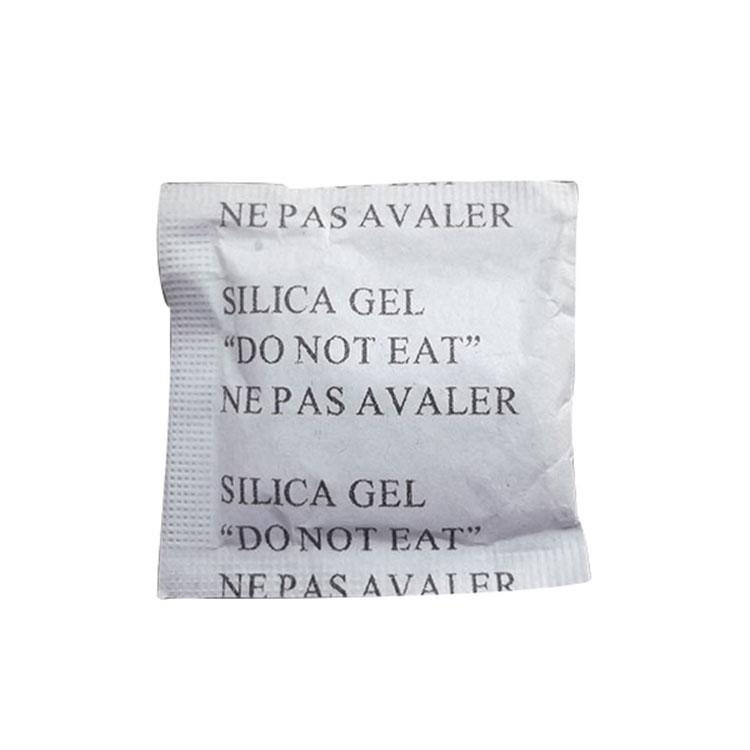 NE PAS AVALER
SILICA GEL
“DO NOT EAT”
NE PAS AVALER
SILICA GEL
“DO NOT EAT”
NE PAS AVALER